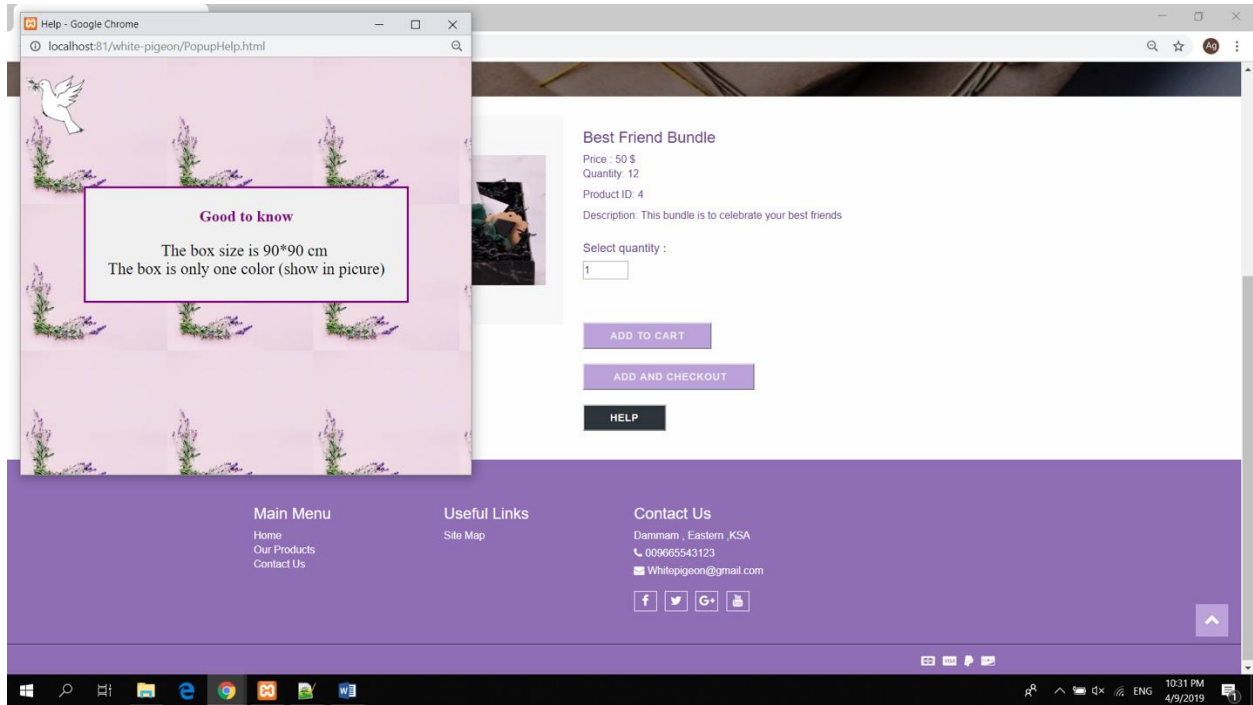 Help - Google Chrome
localhost:81/white-pigeon/PopupHelp.html
Ag
Good to know
The box size is 90*90 cm
The box is only one color (show in picure)
Best Friend Bundle
Price : 50 $
Quantity: 12
Product ID: 4
Description: This bundle is to celebrate your best friends
Select quantity :
1
ADD TO CART
ADD AND CHECKOUT
HELP
Main Menu
Home
Our Products
Contact Us
Useful Links
Site Map
Contact Us
Dammam , Eastern ,KSA
009665543123
Whitepigeon@gmail.com
ENG
10:31 PM
4/9/2019